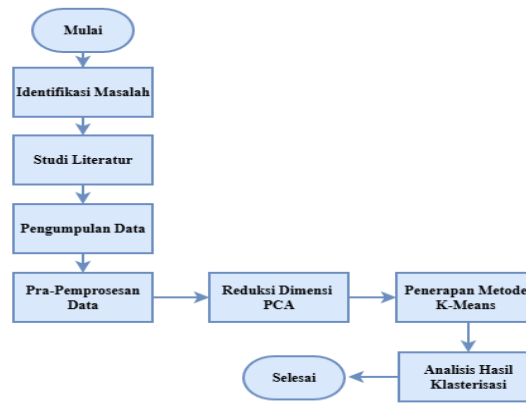 Mulai
Identifikasi Masalah
Studi Literatur
Pengumpulan Data
Pra-Pemprosesan
Data
Reduksi Dimensi
PCA
Penerapan Metode
K-Means
Analisis Hasil
Klasterisasi
Selesai